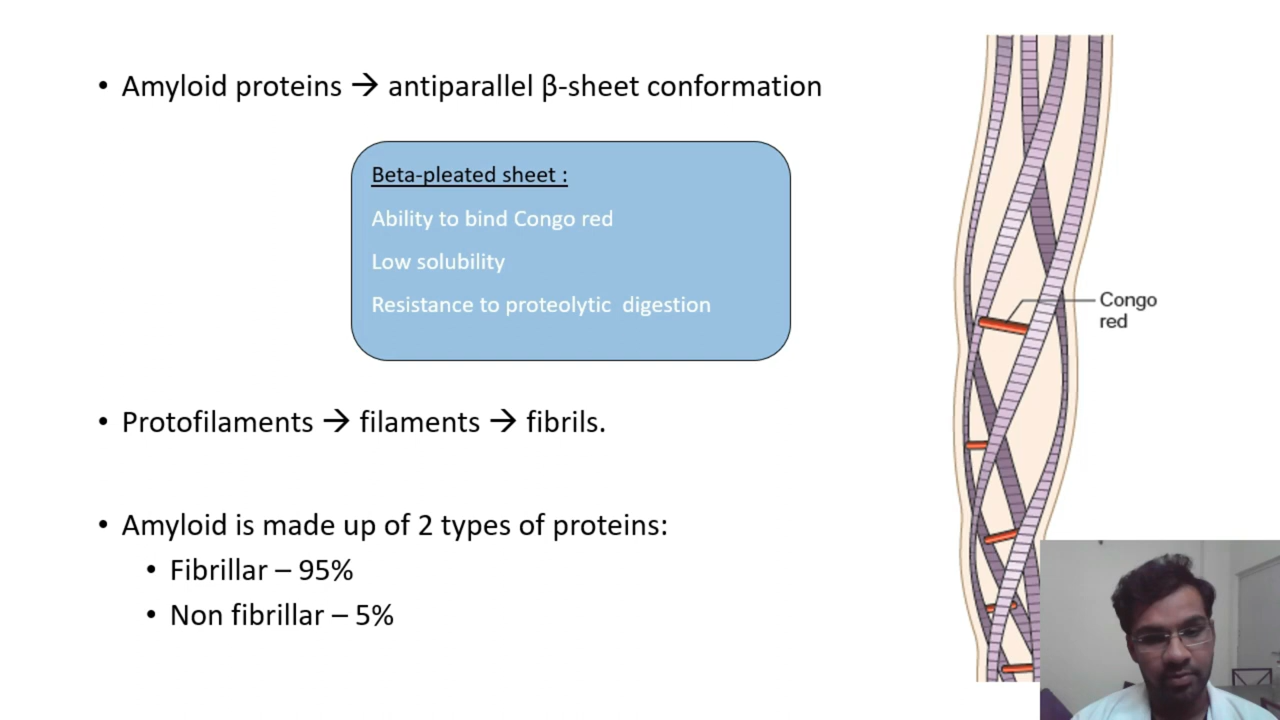 • Amyloid proteins → antiparallel β-sheet conformation
Beta-pleated sheet :
Ability to bind Congo red
Low solubility
Resistance to proteolytic digestion
Congo
red
• Protofilaments → filaments → fibrils.
• Amyloid is made up of 2 types of proteins:
• Fibrillar – 95%
• Non fibrillar – 5%